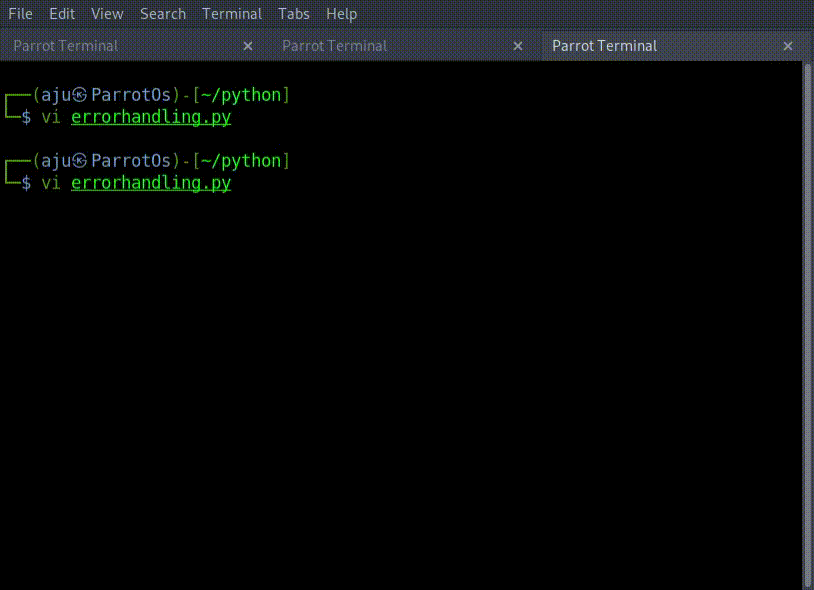 File Edit View Search Terminal Tabs Help
Parrot Terminal × Parrot Terminal × Parrot Terminal ×
┌──(aju㉿ParrotOs)-[~/python]
└─$ vi errorhandling.py
┌──(aju㉿ParrotOs)-[~/python]
└─$ vi errorhandling.py